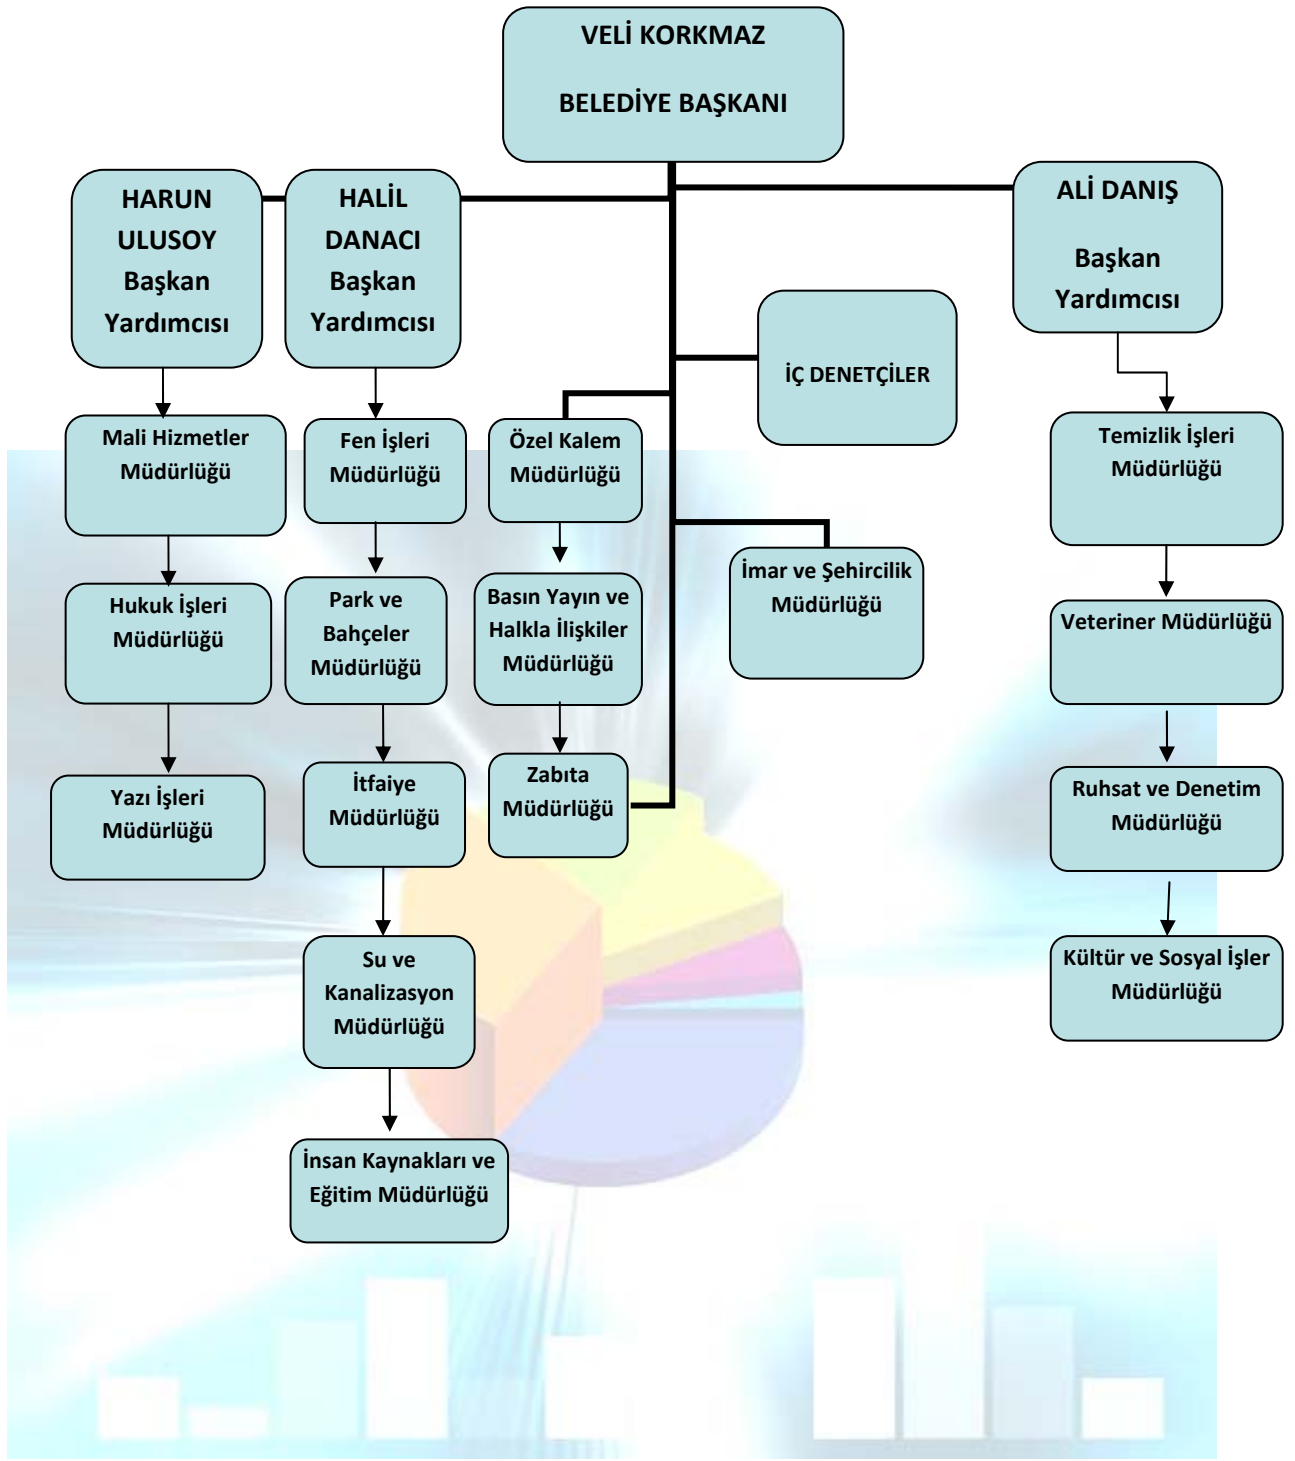 VELİ KORKMAZ
BELEDİYE BAŞKANI
HARUN
ULUSOY
Başkan
Yardımcısı
HALİL
DANACI
Başkan
Yardımcısı
ALİ DANIŞ
Başkan
Yardımcısı
İÇ DENETÇİLER
Mali Hizmetler
Müdürlüğü
Fen İşleri
Müdürlüğü
Özel Kalem
Müdürlüğü
Temizlik İşleri
Müdürlüğü
Hukuk İşleri
Müdürlüğü
Park ve
Bahçeler
Müdürlüğü
Basın Yayın ve
Halkla İlişkiler
Müdürlüğü
İmar ve Şehircilik
Müdürlüğü
Veteriner Müdürlüğü
Yazı İşleri
Müdürlüğü
İtfaiye
Müdürlüğü
Zabıta
Müdürlüğü
Ruhsat ve Denetim
Müdürlüğü
Su ve
Kanalizasyon
Müdürlüğü
Kültür ve Sosyal İşler
Müdürlüğü
İnsan Kaynakları ve
Eğitim Müdürlüğü